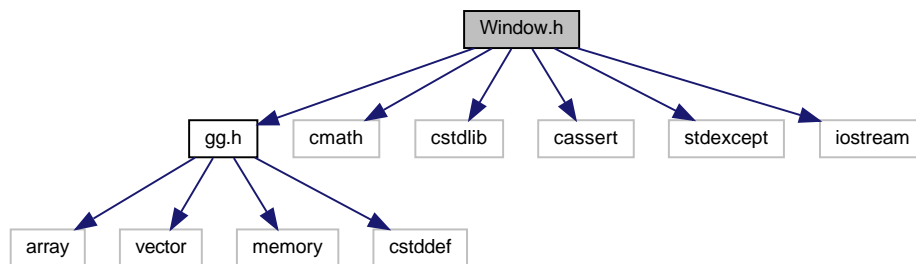 Window.h
gg.h
cmath
cstdlib
cassert
stdexcept
iostream
array
vector
memory
cstddef